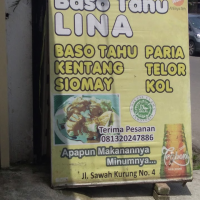 Baso Tahu
LINA
BASO TAHU PARIA
KENTANG TELOR
SIOMAY KOL
Terima Pesanan
081320247886
Apapun Makanannya
Minumnya...
Jl. Sawah Kurung No. 4